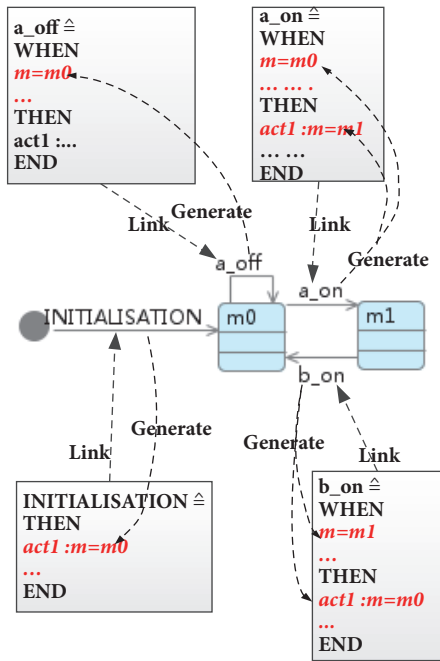 a_off ≙
WHEN
m=m0
...
THEN
act1 :...
END
a_on ≙
WHEN
m=m0
... ... .
THEN
act1 :m=m1
... ...
END
Link
Generate
Link
Generate
a_off
a_on
INITIALISATION
m0
m1
b_on
Generate
Link
Generate
Link
INITIALISATION ≙
THEN
act1 :m=m0
...
END
b_on ≙
WHEN
m=m1
...
THEN
act1 :m=m0
...
END